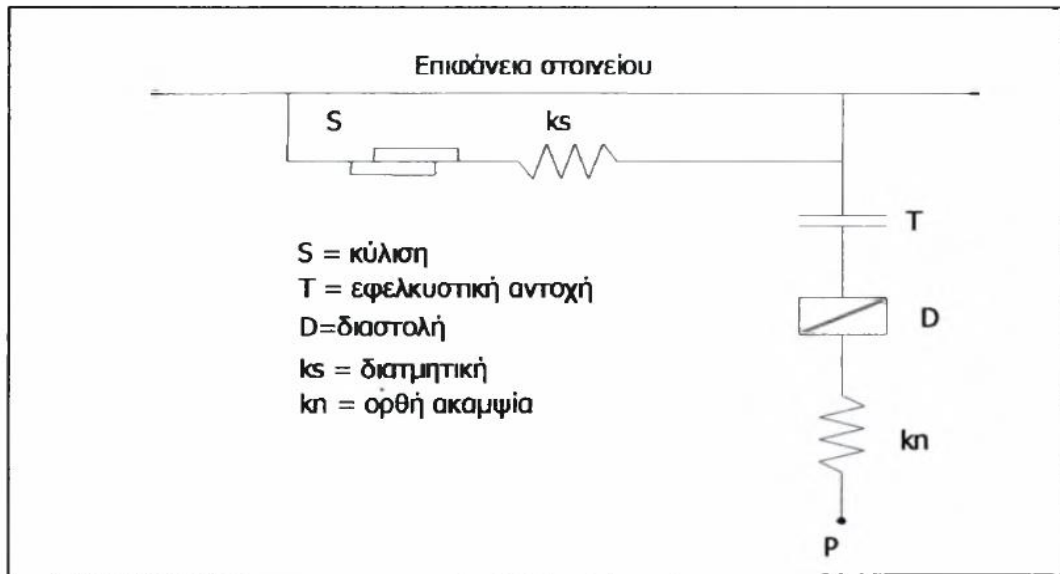 Επιφάνεια στοιχείου
S
ks
T
S = κύλιση
T = εφελκυστική αντοχή
D=διαστολή
D
ks = διατμητική
kn = ορθή ακαμψία
kn
P